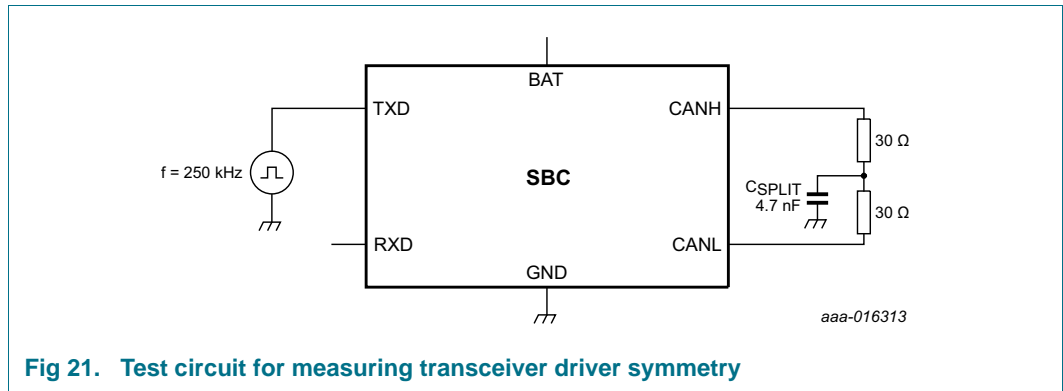 BAT
TXD
CANH
30 Ω
f = 250 kHz
SBC
CSPLIT
4.7 nF
30 Ω
RXD
CANL
GND
aaa-016313
Fig 21. Test circuit for measuring transceiver driver symmetry